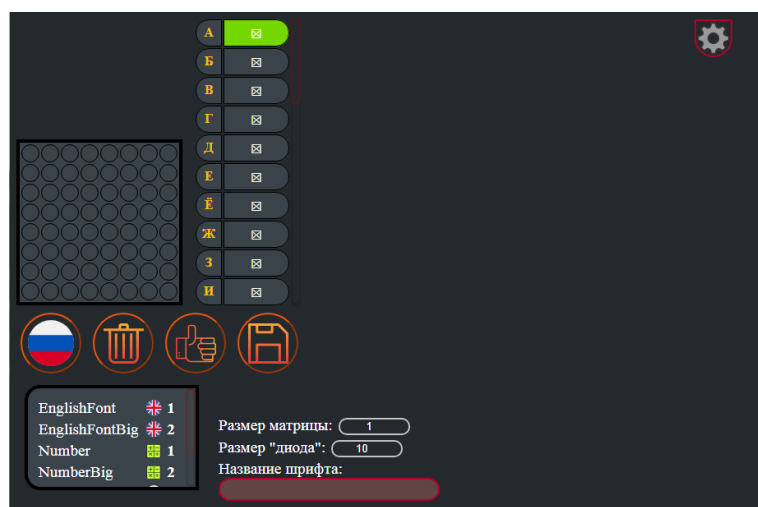 А
Б
В
Г
Д
Е
Ё
Ж
З
И
EnglishFont 1
EnglishFontBig 2
Number 1
NumberBig 2
Размер матрицы: 1
Размер "диода": 10
Название шрифта: